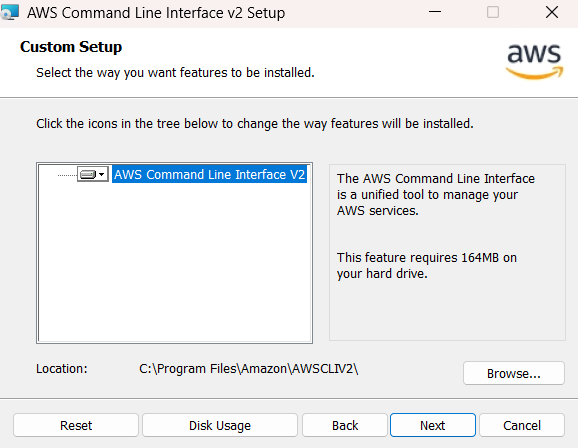 AWS Command Line Interface v2 Setup
Custom Setup
Select the way you want features to be installed.
aws
Click the icons in the tree below to change the way features will be installed.
AWS Command Line Interface V2
The AWS Command Line Interface
is a unified tool to manage your
AWS services.
This feature requires 164MB on
your hard drive.
Location:
C:\Program Files\Amazon\AWSCLIV2\
Browse...
Reset
Disk Usage
Back
Next
Cancel